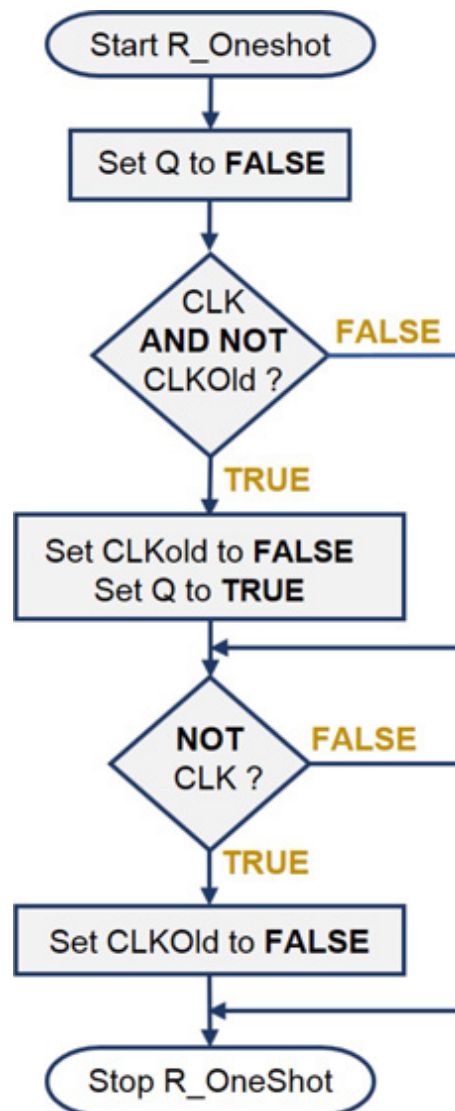 Start R_Oneshot
Set Q to FALSE
CLK
AND NOT
CLKOld ?
FALSE
TRUE
Set CLKold to FALSE
Set Q to TRUE
NOT
CLK ?
FALSE
TRUE
Set CLKOld to FALSE
Stop R_OneShot